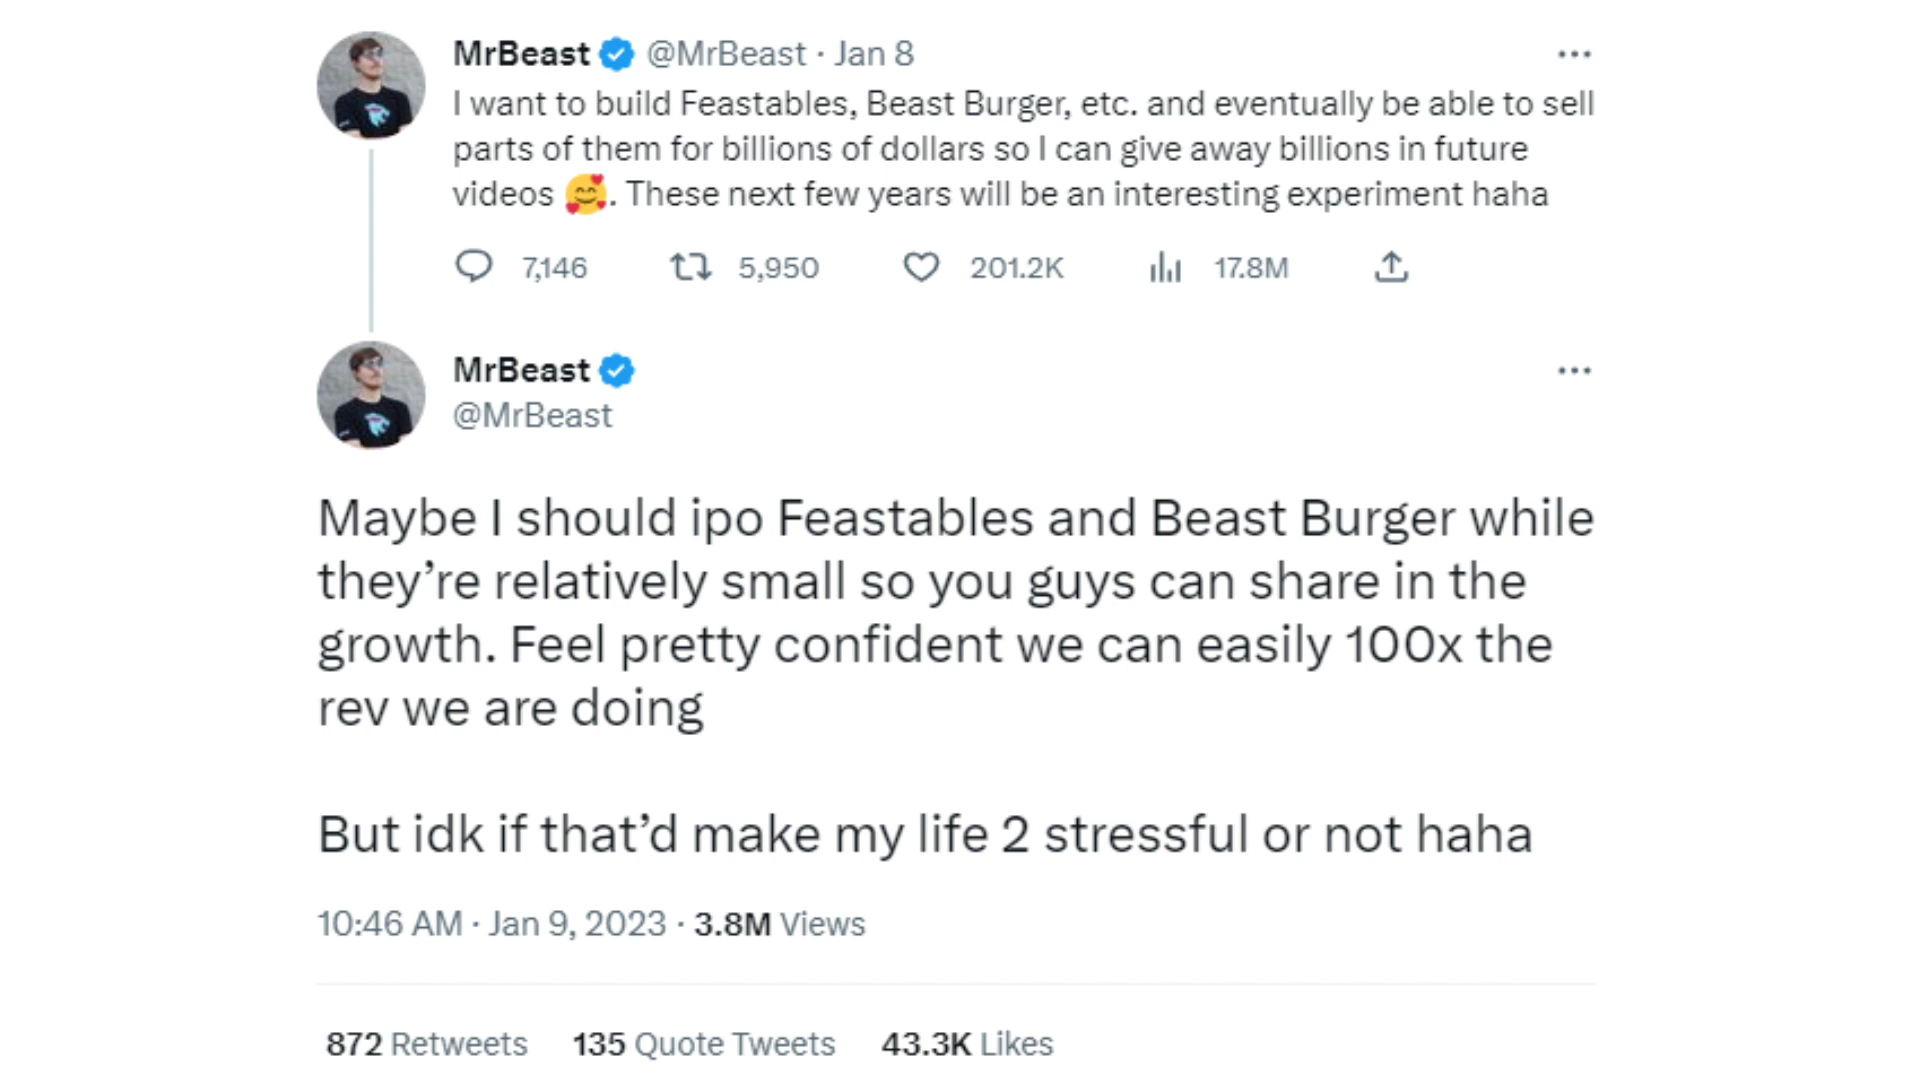 MrBeast @MrBeast · Jan 8
I want to build Feastables, Beast Burger, etc. and eventually be able to sell
parts of them for billions of dollars so I can give away billions in future
videos 🥰. These next few years will be an interesting experiment haha
7,146 5,950 201.2K 17.8M
MrBeast
@MrBeast
Maybe I should ipo Feastables and Beast Burger while
they’re relatively small so you guys can share in the
growth. Feel pretty confident we can easily 100x the
rev we are doing
But idk if that’d make my life 2 stressful or not haha
10:46 AM · Jan 9, 2023 · 3.8M Views
872 Retweets 135 Quote Tweets 43.3K Likes